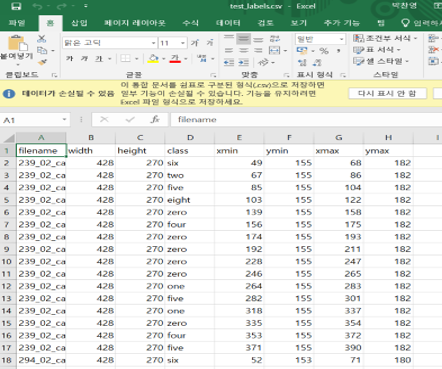 test_labels.csv - Excel 박찬영
파일 홈 삽입 페이지 레이아웃 수식 데이터 검토 보기 추가 기능 팀
붙여넣기 맑은 고딕 11 가 가 일반 조건부 서식
가 가 가 % 표 서식
셀 스타일
클립보드 글꼴 맞춤 표시 형식 스타일
데이터가 손실될 수 있음 이 통합 문서를 쉼표로 구분된 형식(.csv)으로 저장하면 일부 기능이 손실될 수 있습니다. 기능을 유지하려면 Excel 파일 형식으로 저장하세요. 다시 표시 안 함
A1 fx filename
A B C D E F G H
1 filename width height class xmin ymin xmax ymax
2 239_02_ca 428 270 six 49 155 68 182
3 239_02_ca 428 270 two 67 155 86 182
4 239_02_ca 428 270 five 85 155 104 182
5 239_02_ca 428 270 eight 103 155 122 182
6 239_02_ca 428 270 zero 139 155 158 182
7 239_02_ca 428 270 four 156 155 175 182
8 239_02_ca 428 270 zero 174 155 193 182
9 239_02_ca 428 270 zero 192 155 211 182
10 239_02_ca 428 270 zero 228 155 247 182
11 239_02_ca 428 270 zero 246 155 265 182
12 239_02_ca 428 270 one 264 155 283 182
13 239_02_ca 428 270 five 282 155 301 182
14 239_02_ca 428 270 one 318 155 337 182
15 239_02_ca 428 270 zero 335 155 354 182
16 239_02_ca 428 270 four 353 155 372 182
17 239_02_ca 428 270 five 371 155 390 182
18 294_02_ca 428 270 six 52 153 71 180